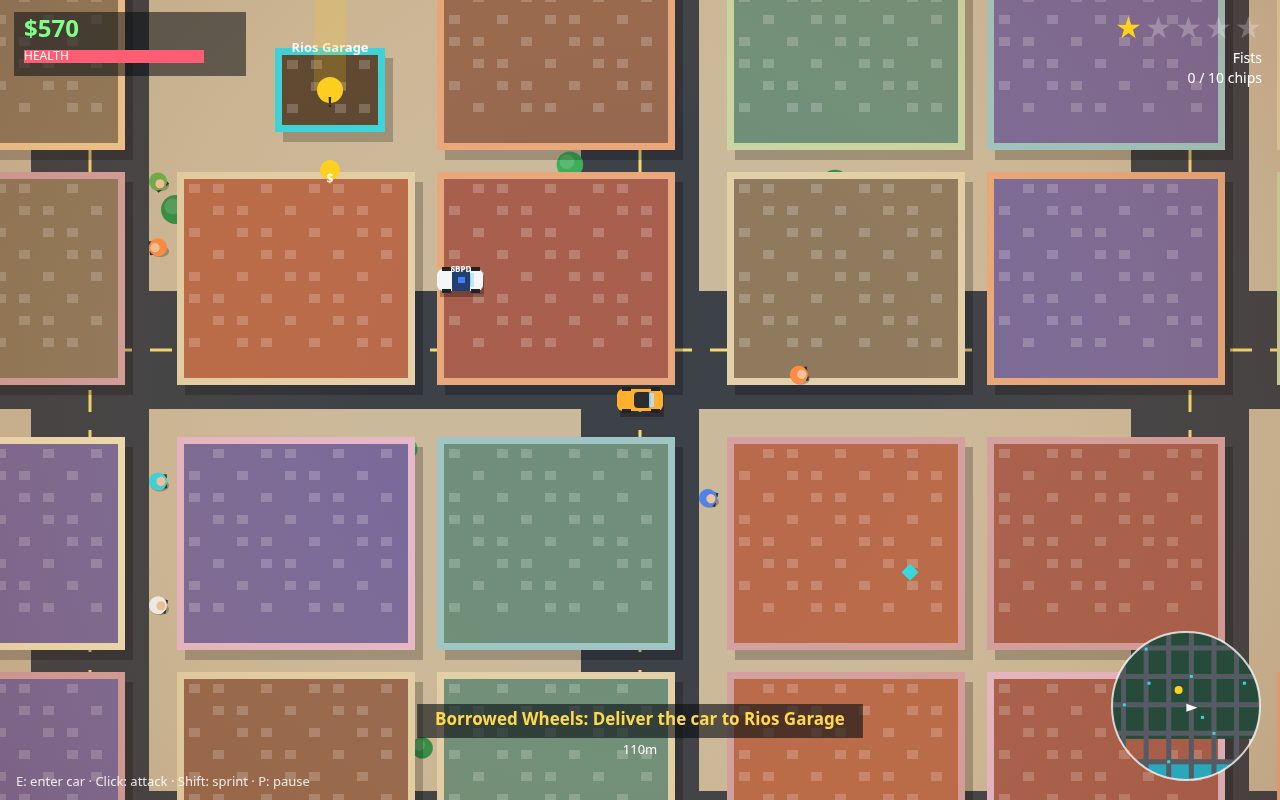 $570
HEALTH
Rios Garage
Fists
0 / 10 chips
$
SBPD
Borrowed Wheels: Deliver the car to Rios Garage
110m
E: enter car · Click: attack · Shift: sprint · P: pause